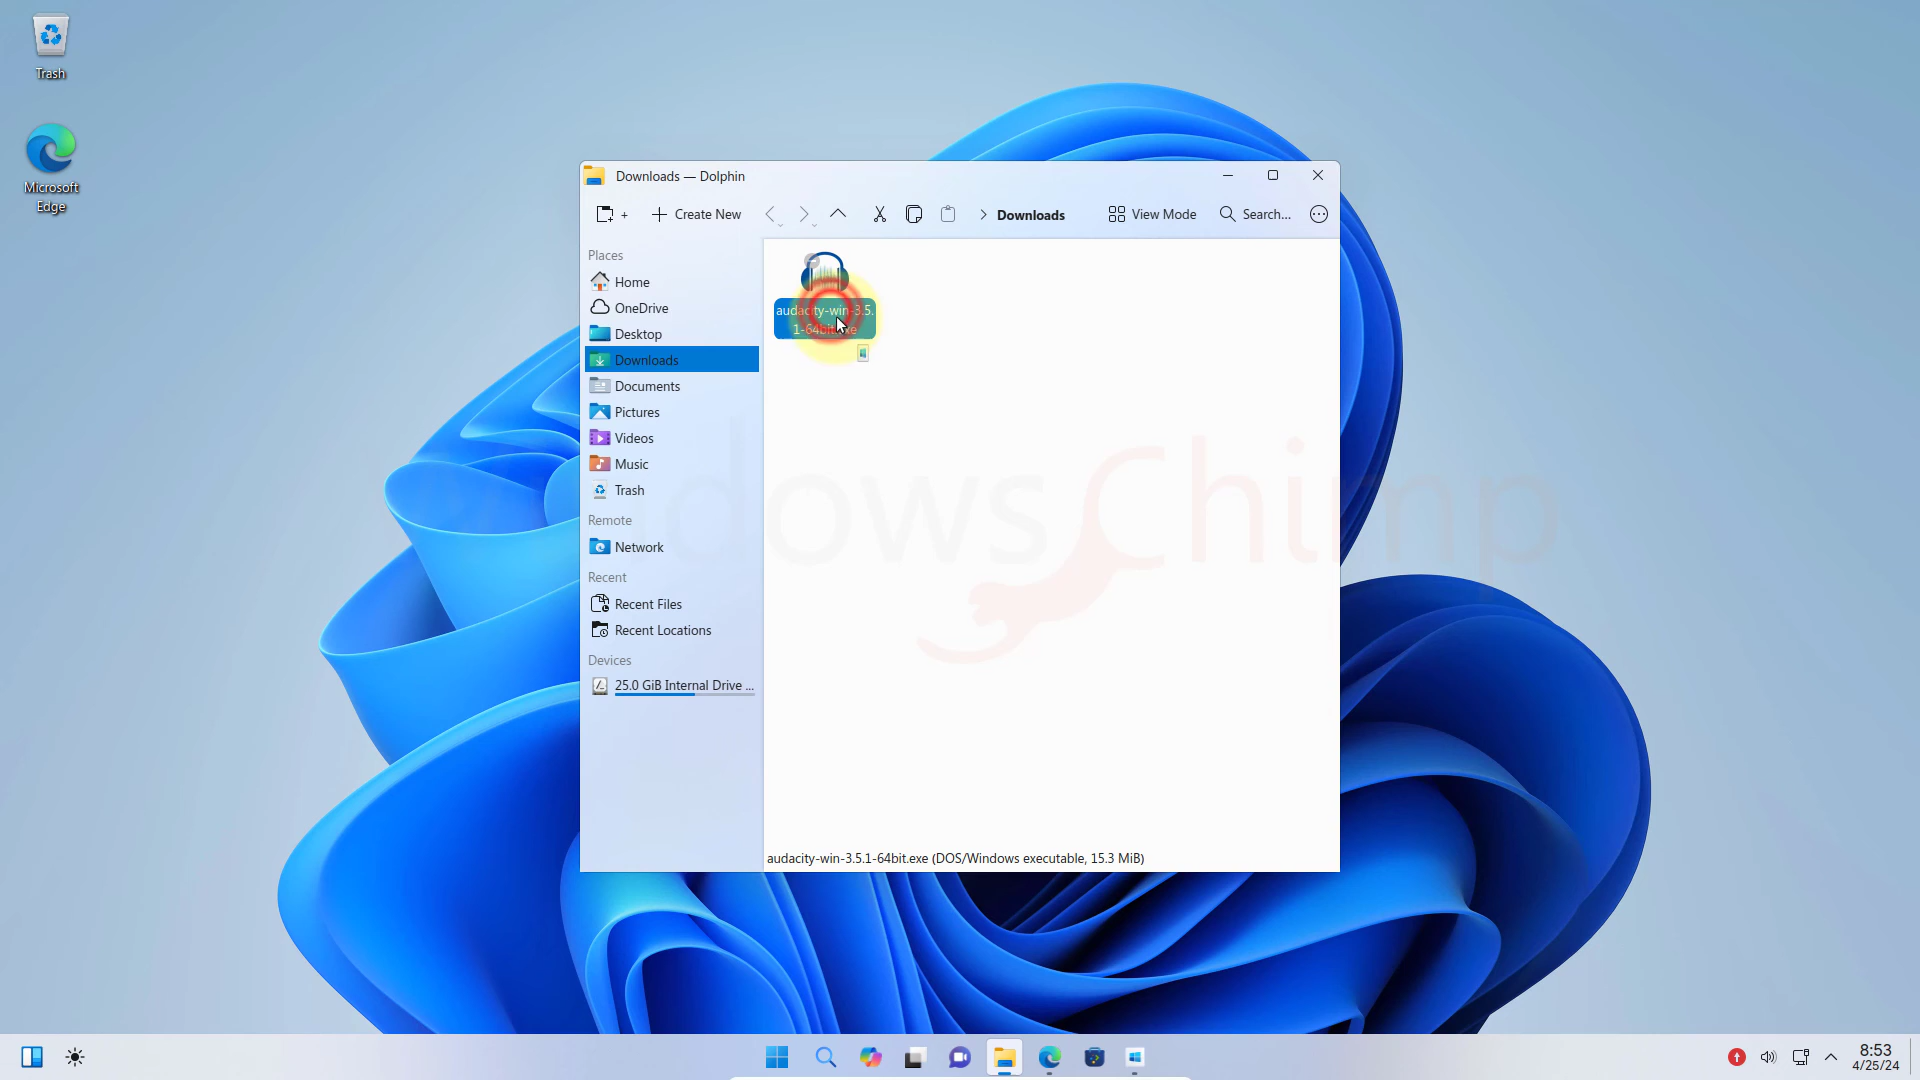 Trash
Microsoft
Edge
Downloads — Dolphin
+
Create New
Downloads
View Mode
Search...
Places
Home
OneDrive
Desktop
Downloads
Documents
Pictures
Videos
Music
Trash
Remote
Network
Recent
Recent Files
Recent Locations
Devices
25.0 GiB Internal Drive ...
audacity-win-3.5.
1-64bit.exe
dowsChimp
audacity-win-3.5.1-64bit.exe (DOS/Windows executable, 15.3 MiB)
8:53
4/25/24